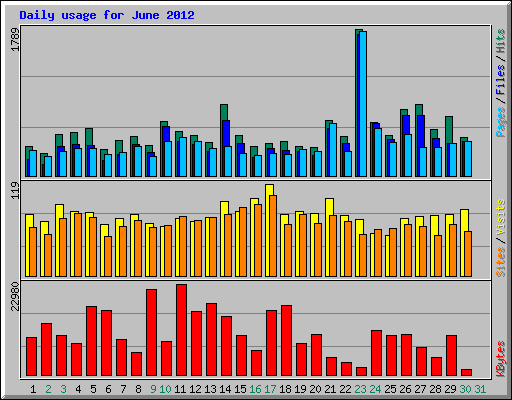 Daily usage for June 2012
1789
Pages / Files / Hits
119
Sites / Visits
22980
KBytes
1 2 3 4 5 6 7 8 9 10 11 12 13 14 15 16 17 18 19 20 21 22 23 24 25 26 27 28 29 30 31